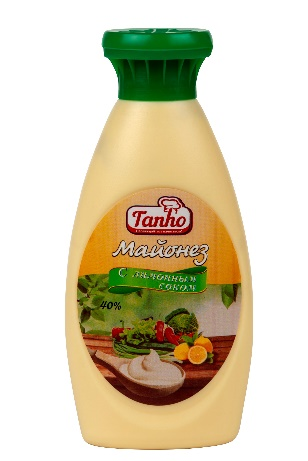 Tanho
Майонез
С лимонным
соком
40%